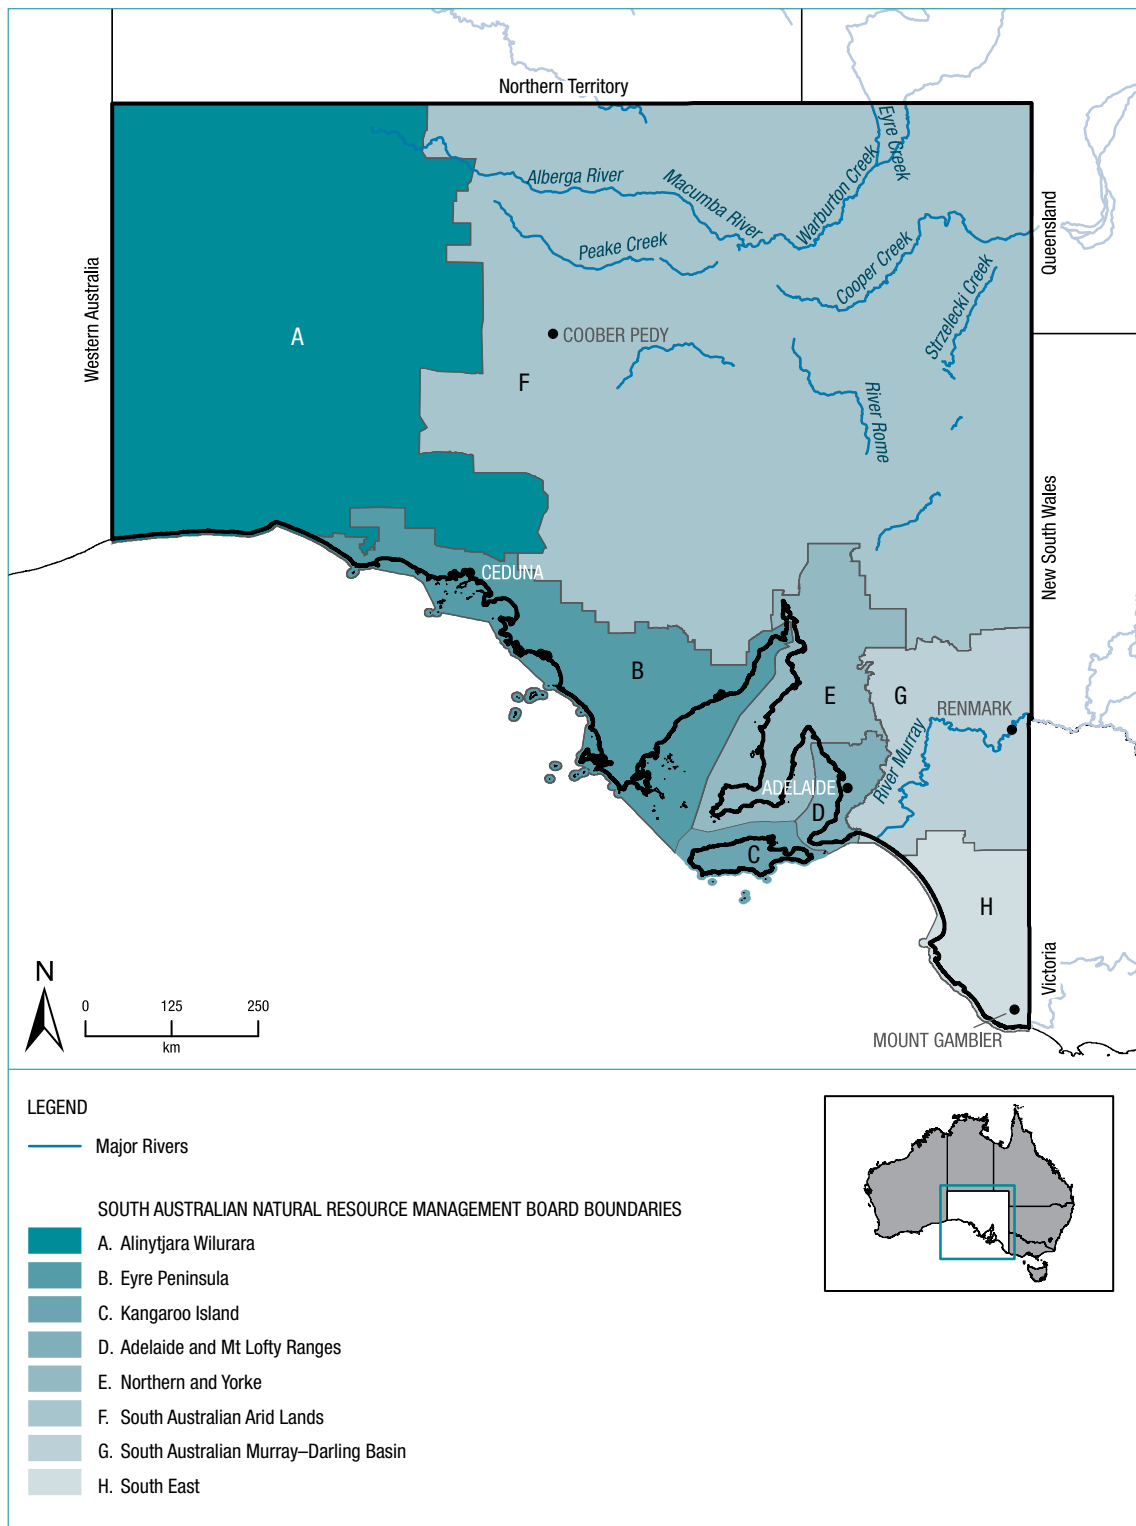 Northern Territory
Western Australia
Queensland
New South Wales
Victoria
Eyre Creek
Alberga River
Macumba River
Warburton Creek
Peake Creek
Cooper Creek
Strzelecki Creek
A
COOBER PEDY
F
River Rome
CEDUNA
B
E
G
RENMARK
River Murray
ADELAIDE
D
C
H
MOUNT GAMBIER
N
0 125 250
km
LEGEND
Major Rivers
SOUTH AUSTRALIAN NATURAL RESOURCE MANAGEMENT BOARD BOUNDARIES
A. Alinytjara Wilurara
B. Eyre Peninsula
C. Kangaroo Island
D. Adelaide and Mt Lofty Ranges
E. Northern and Yorke
F. South Australian Arid Lands
G. South Australian Murray–Darling Basin
H. South East